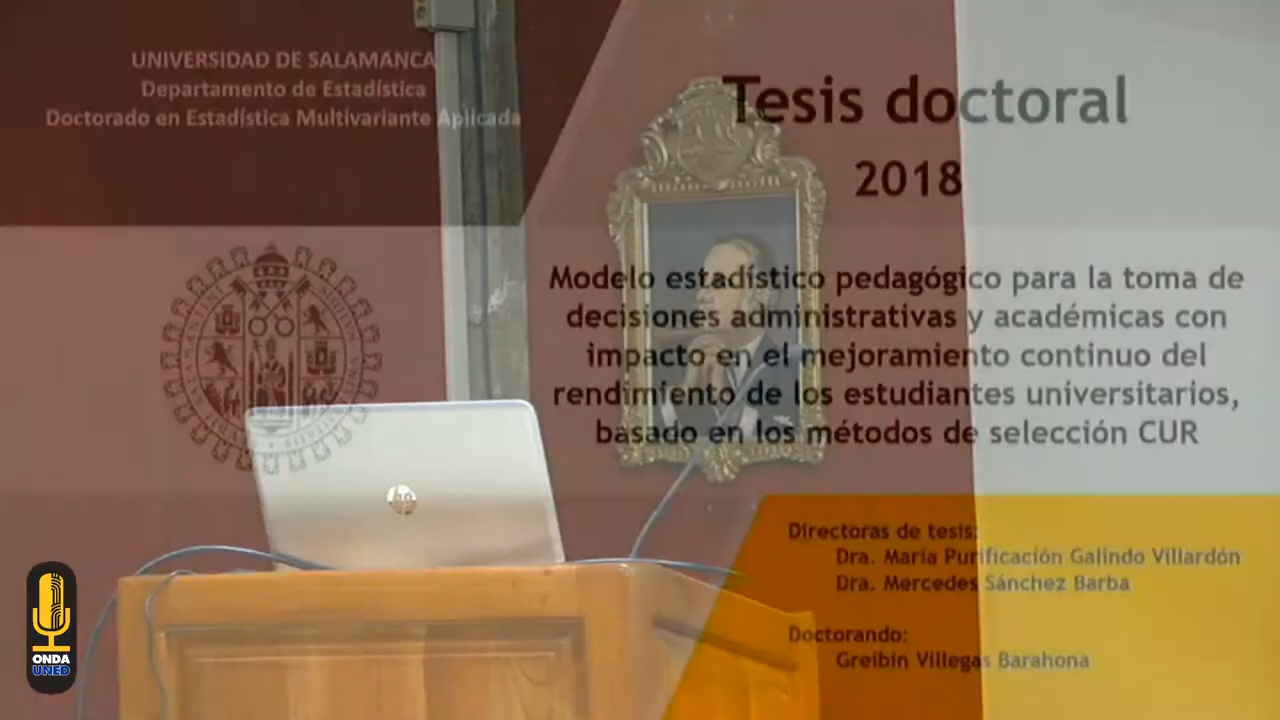 UNIVERSIDAD DE SALAMANCA
Departamento de Estadística
Doctorado en Estadística Multivariante Aplicada
Tesis doctoral
2018
Modelo estadístico pedagógico para la toma de
decisiones administrativas y académicas con
impacto en el mejoramiento continuo del
rendimiento de los estudiantes universitarios,
basado en los métodos de selección CUR
Directoras de tesis:
Dra. María Purificación Galindo Villardón
Dra. Mercedes Sánchez Barba
Doctorando:
Greibin Villegas Barahona
hp
ONDA
UNED